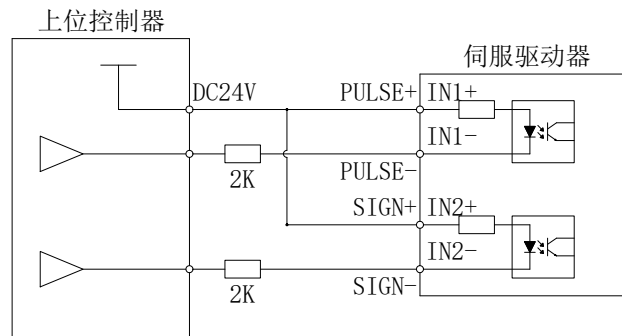 上位控制器
伺服驱动器
DC24V
PULSE+
IN1+
IN1-
2K
PULSE-
SIGN+
IN2+
IN2-
2K
SIGN-